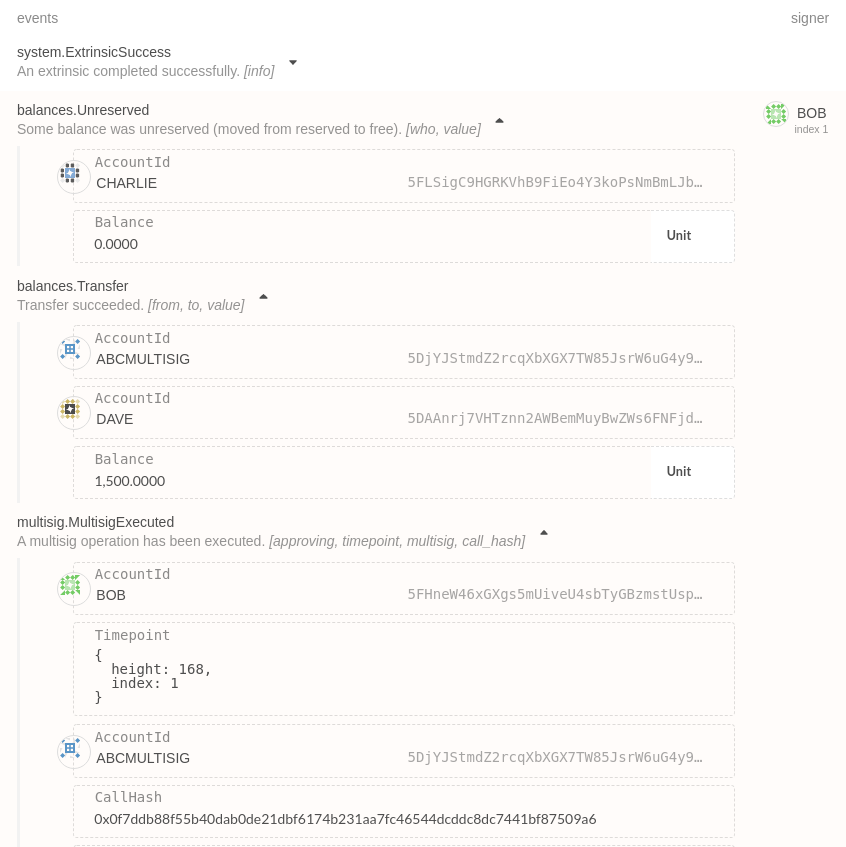 events signer
system.ExtrinsicSuccess
An extrinsic completed successfully. [info]
balances.Unreserved
Some balance was unreserved (moved from reserved to free). [who, value]
BOB
index 1
AccountId
CHARLIE 5FLSigC9HGRKVhB9FiEo4Y3koPsNmBmLJb…
Balance
0.0000 Unit
balances.Transfer
Transfer succeeded. [from, to, value]
AccountId
ABCMULTISIG 5DjYJStmdZ2rcqXbXGX7TW85JsrW6uG4y9…
AccountId
DAVE 5DAAnrj7VHTznn2AWBemMuyBwZWs6FNFjd…
Balance
1,500.0000 Unit
multisig.MultisigExecuted
A multisig operation has been executed. [approving, timepoint, multisig, call_hash]
AccountId
BOB 5FHneW46xGXgs5mUiveU4sbTyGBzmstUsp…
Timepoint
{
height: 168,
index: 1
}
AccountId
ABCMULTISIG 5DjYJStmdZ2rcqXbXGX7TW85JsrW6uG4y9…
CallHash
0x0f7ddb88f55b40dab0de21dbf6174b231aa7fc46544dcddc8dc7441bf87509a6